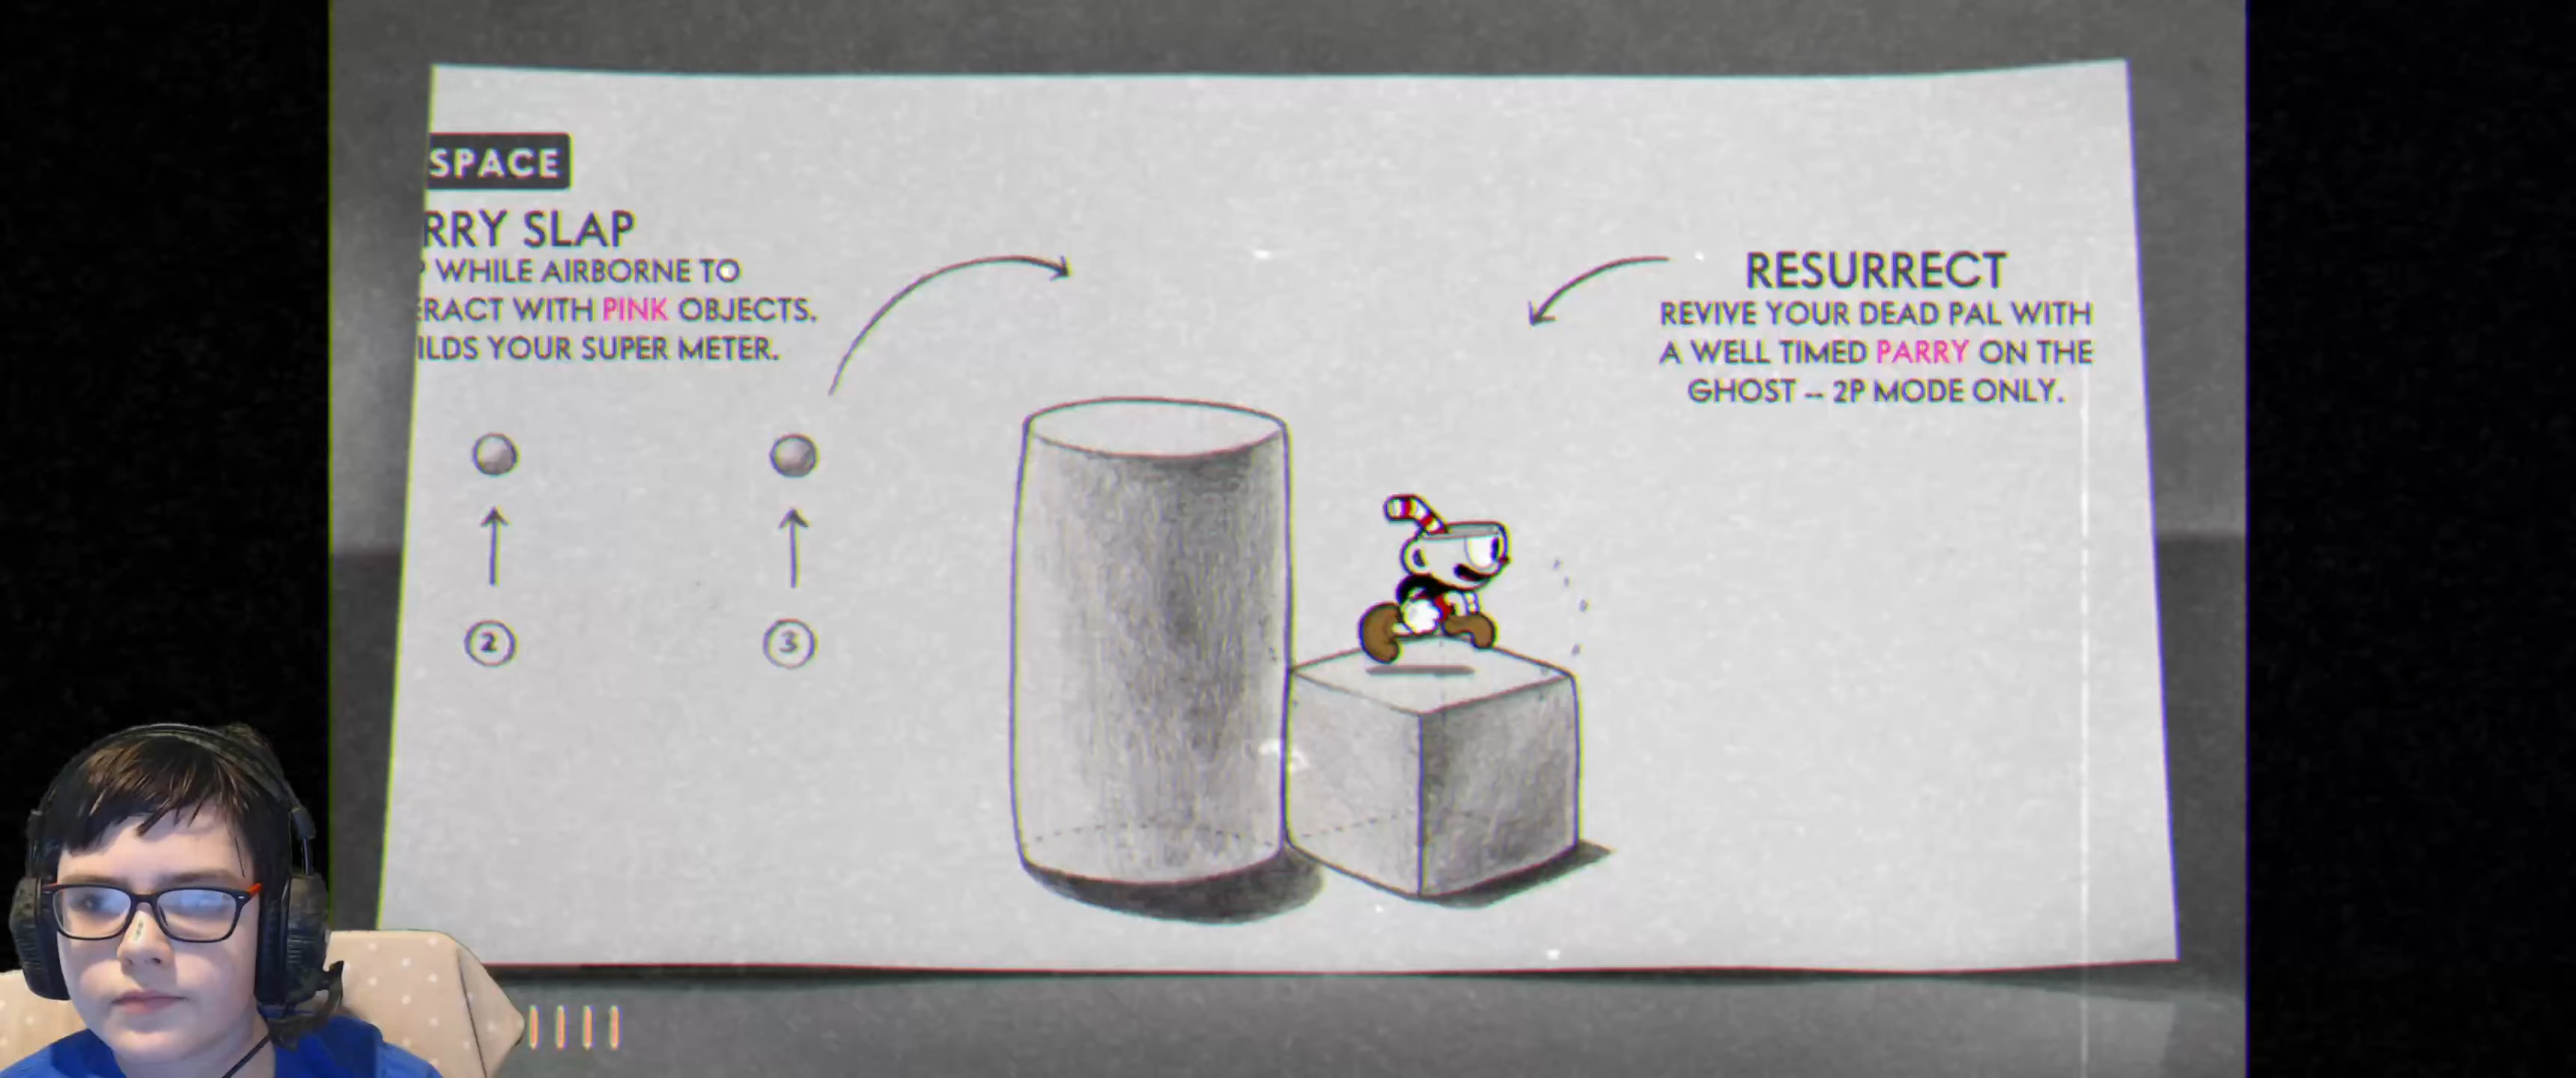 SPACE
RRY SLAP
P WHILE AIRBORNE TO
ERACT WITH PINK OBJECTS.
ILDS YOUR SUPER METER.
2
3
RESURRECT
REVIVE YOUR DEAD PAL WITH
A WELL TIMED PARRY ON THE
GHOST -- 2P MODE ONLY.